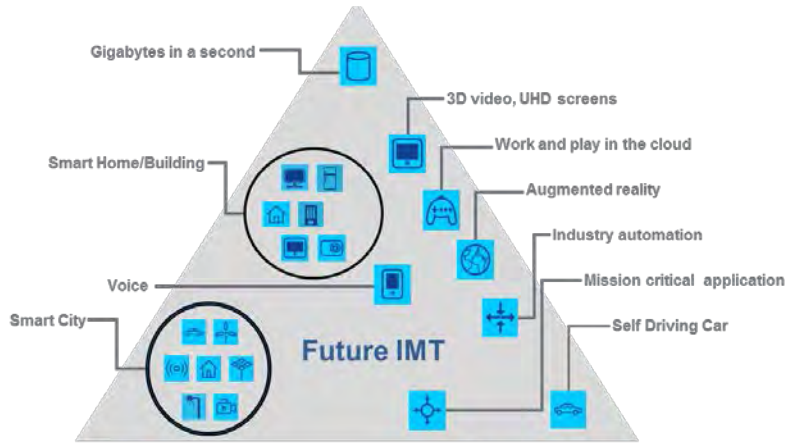 Gigabytes in a second
3D video, UHD screens
Work and play in the cloud
Smart Home/Building
Augmented reality
Industry automation
Mission critical application
Voice
Smart City
Self Driving Car
Future IMT